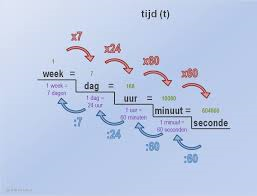 tijd (t)
x7
x24
x60
x60
1
7
168
10080
604800
week =
dag =
uur =
minuut =
seconde
1 week =
7 dagen
1 dag =
24 uur
1 uur =
60 minuten
1 minuut =
60 seconden
:7
:24
:60
:60